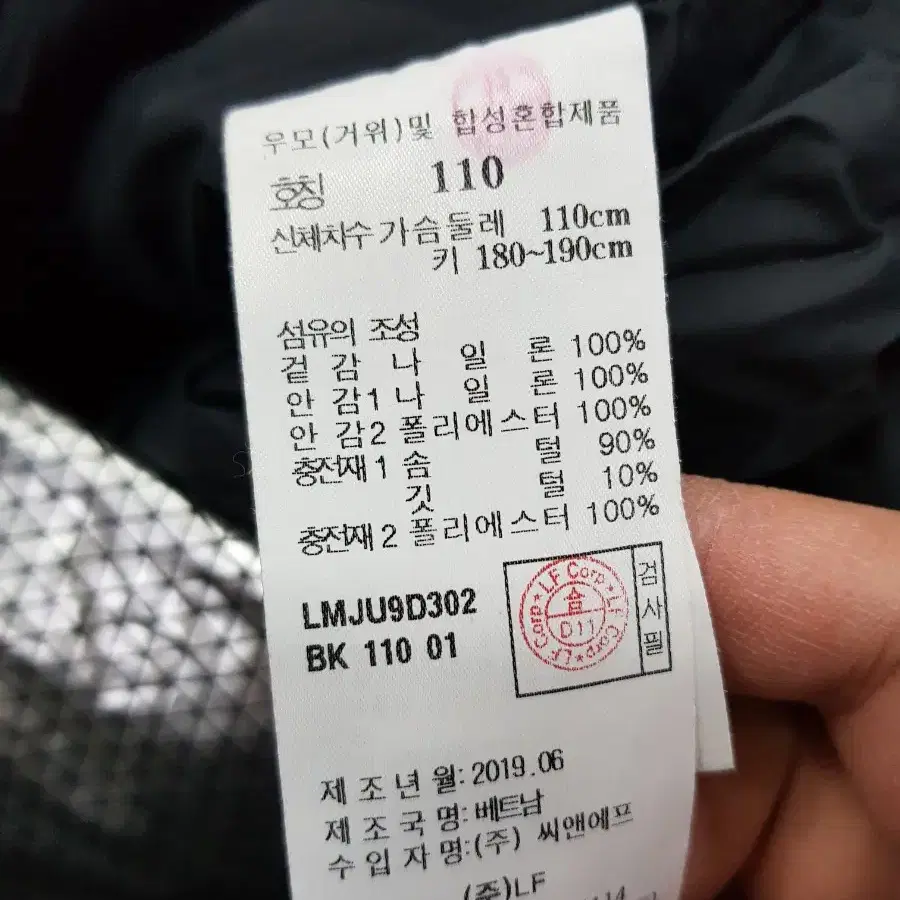 우모(거위)및 합성혼합제품
호칭 110
신체치수 가슴둘레 110cm
키 180~190cm
섬유의 조성
겉 감 나 일 론 100%
안 감1 나 일 론 100%
안 감2 폴리에스터 100%
충전재 1 솜 털 90%
깃 털 10%
충전재 2 폴리에스터 100%
LMJU9D302
BK 110 01
LF Corp★LF Corp★LF Corp★
솜
D11
검사필
제 조 년 월: 2019.06
제 조 국 명: 베트남
수 입 자 명:(주) 씨앤에프
(주)LF